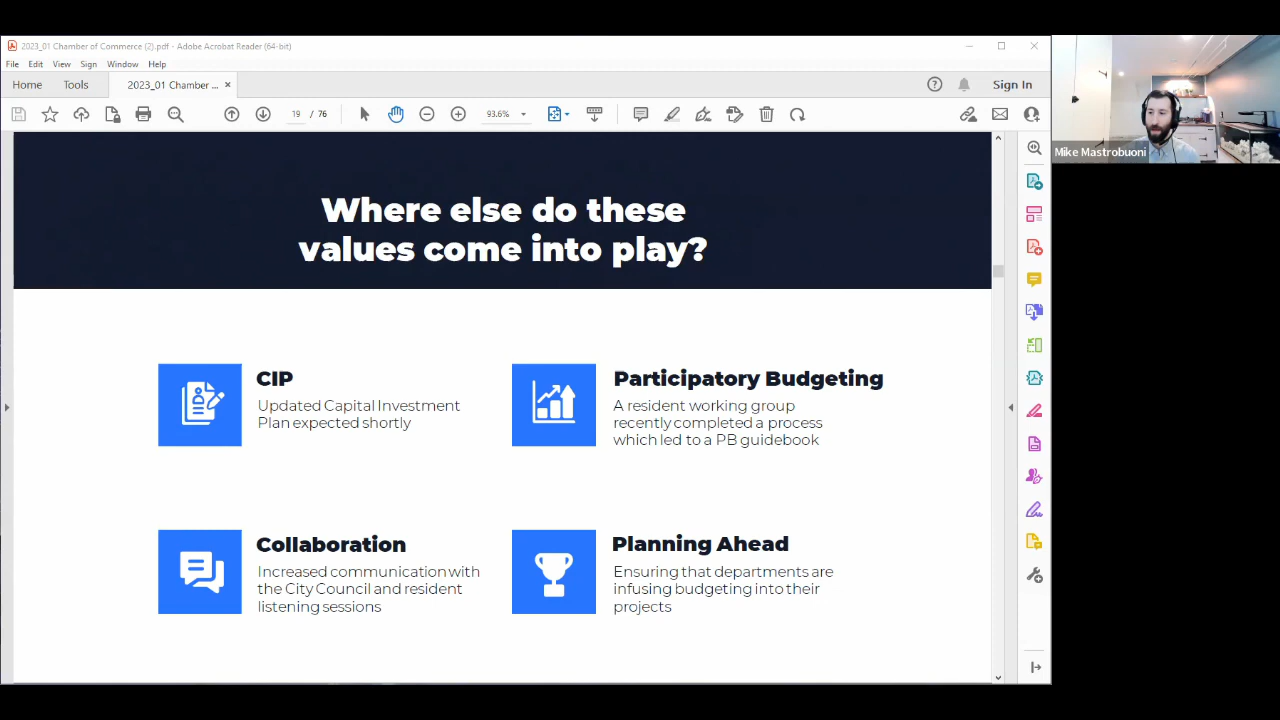 2023_01 Chamber of Commerce (2).pdf - Adobe Acrobat Reader (64-bit)
File Edit View Sign Window Help
Home Tools 2023_01 Chamber ... × Sign In
19 / 76 93.6%
Mike Mastrobuoni
Where else do these
values come into play?
CIP
Updated Capital Investment
Plan expected shortly
Participatory Budgeting
A resident working group
recently completed a process
which led to a PB guidebook
Collaboration
Increased communication with
the City Council and resident
listening sessions
Planning Ahead
Ensuring that departments are
infusing budgeting into their
projects